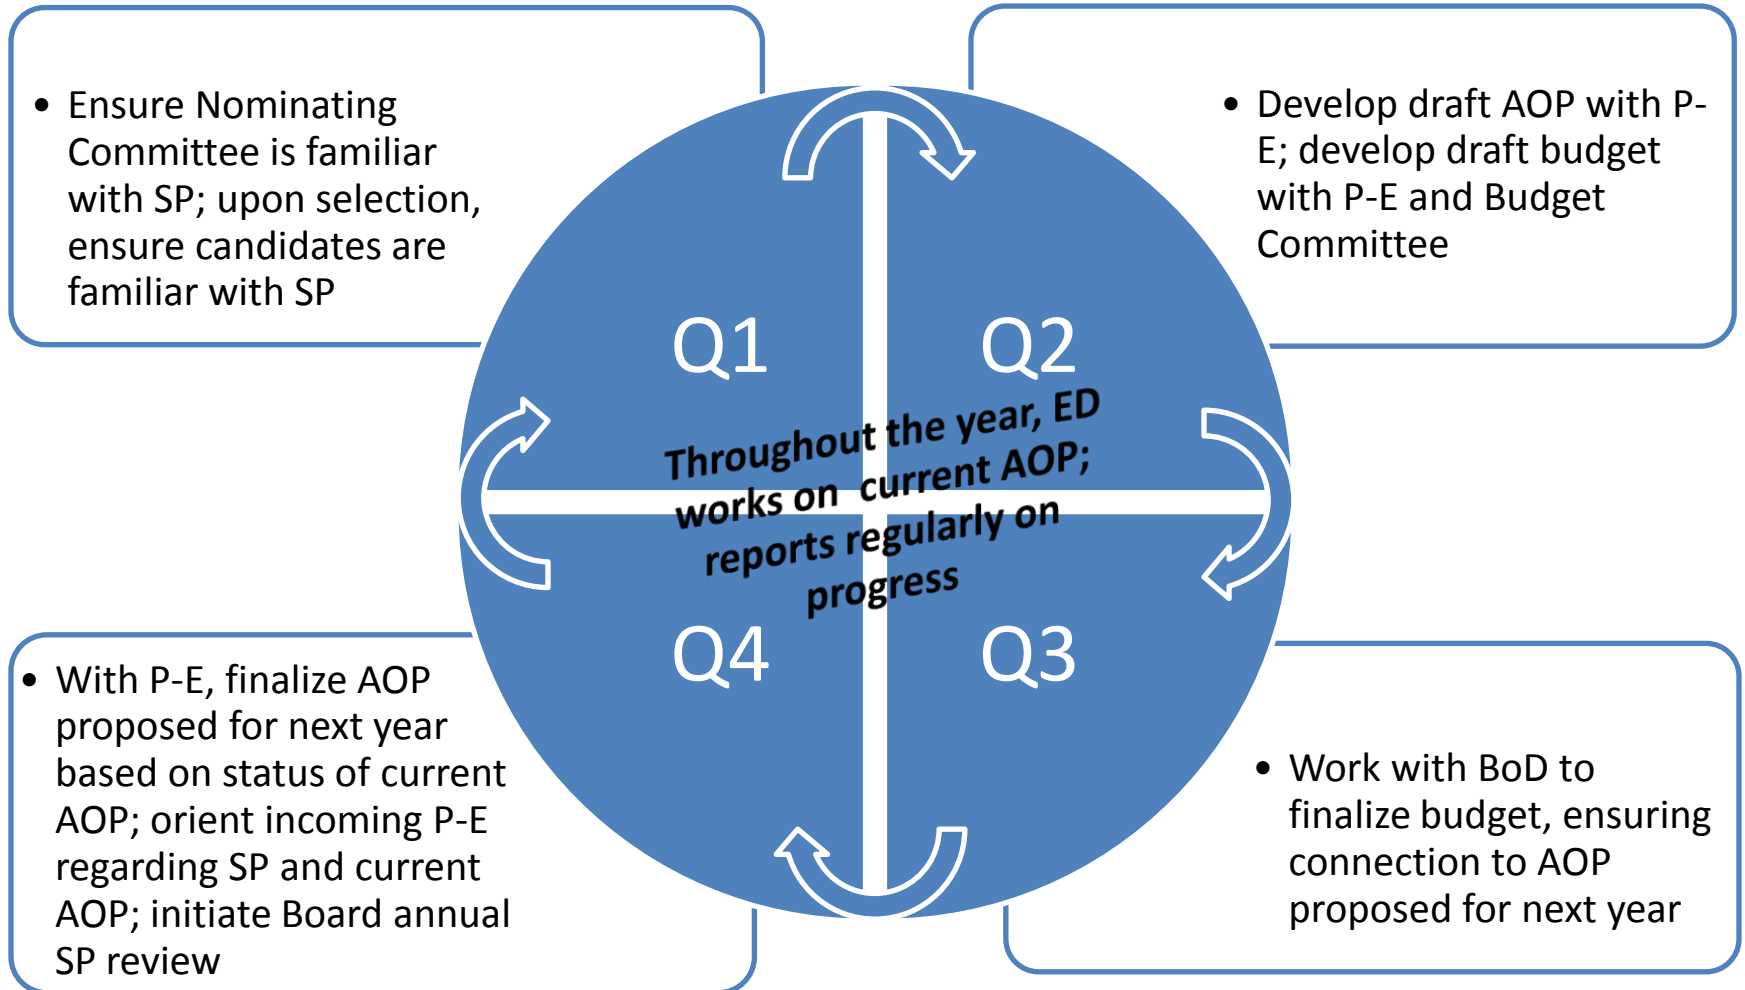 • Ensure Nominating
Committee is familiar
with SP; upon selection,
ensure candidates are
familiar with SP
• Develop draft AOP with P-
E; develop draft budget
with P-E and Budget
Committee
Q1
Q2
Throughout the year, ED
works on current AOP;
reports regularly on
progress
Q4
Q3
• With P-E, finalize AOP
proposed for next year
based on status of current
AOP; orient incoming P-E
regarding SP and current
AOP; initiate Board annual
SP review
• Work with BoD to
finalize budget, ensuring
connection to AOP
proposed for next year